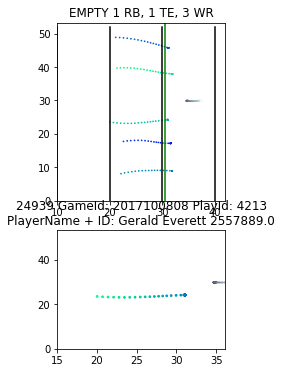 EMPTY 1 RB, 1 TE, 3 WR
50
40
30
20
10
0
10 20 30 40
24939 GameId: 2017100808 PlayId: 4213
PlayerName + ID: Gerald Everett 2557889.0
40
20
0
15 20 25 30 35